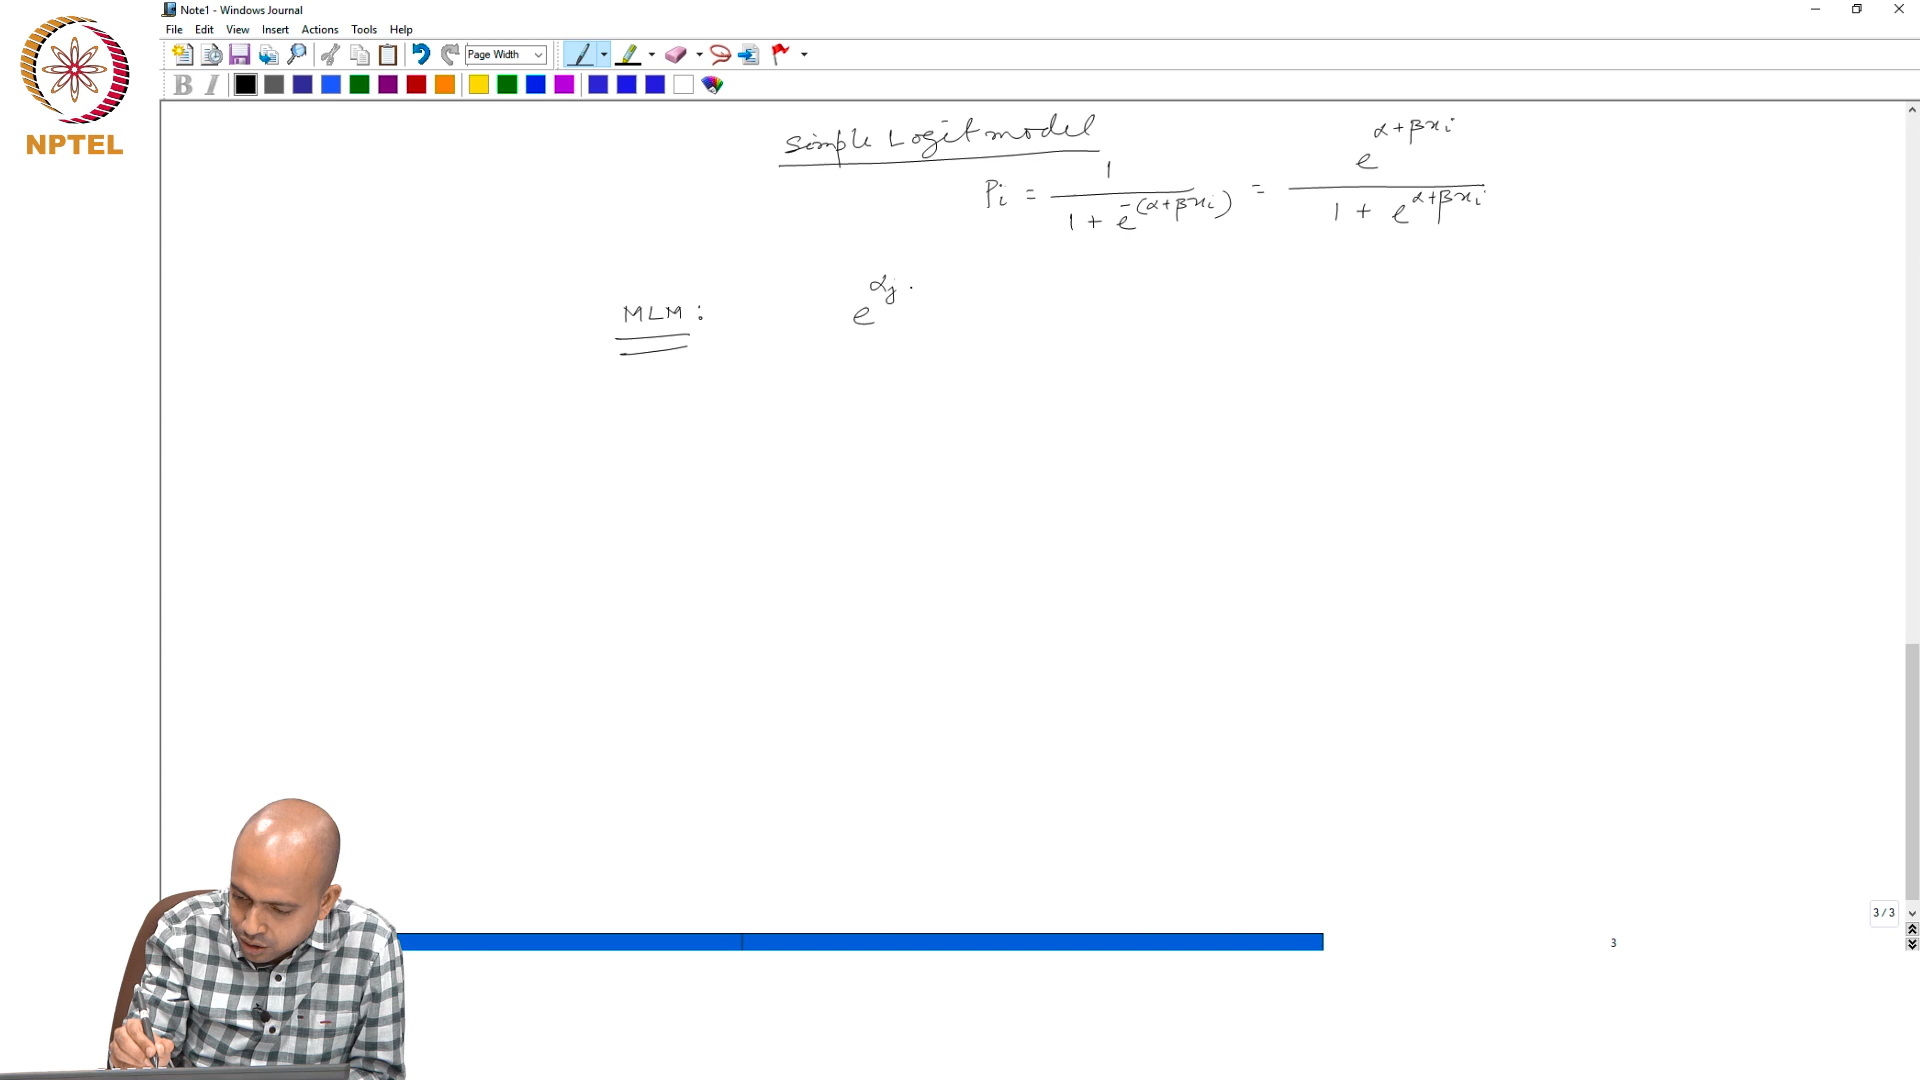 Note1 - Windows Journal
File Edit View Insert Actions Tools Help
Page Width
B I
NPTEL
Simple Logit model
Pi = 1 / (1 + e^-(α+βxi)) = e^(α+βxi) / (1 + e^(α+βxi))
MLM : e^αj .
3 / 3
3